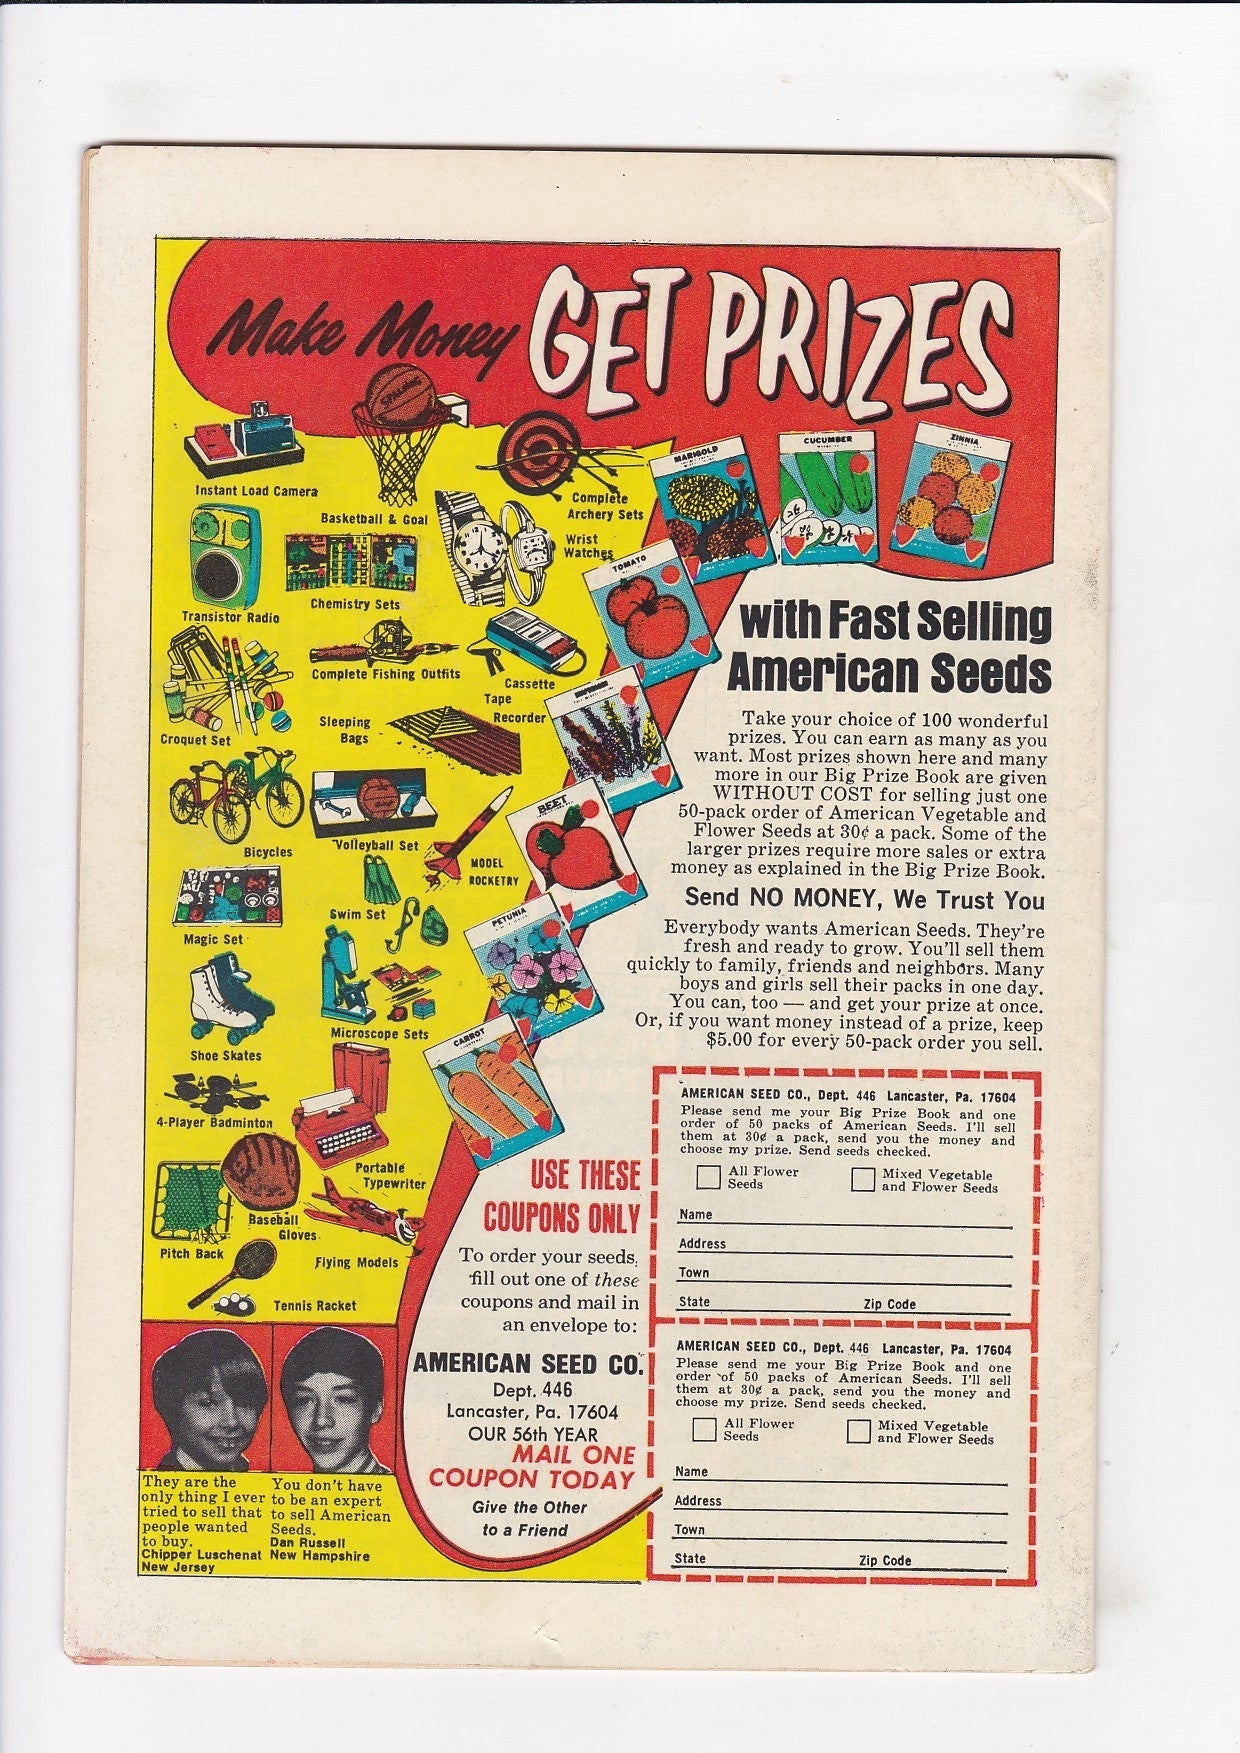 Make Money GET PRIZES
SPALDING
Instant Load Camera
Basketball & Goal
Complete
Archery Sets
Wrist
Watches
Transistor Radio
Chemistry Sets
Complete Fishing Outfits
Cassette
Tape
Recorder
Croquet Set
Sleeping
Bags
Bicycles
Volleyball Set
MODEL
ROCKETRY
Magic Set
Swim Set
Shoe Skates
Microscope Sets
4-Player Badminton
Portable
Typewriter
Pitch Back
Baseball
Gloves
Flying Models
Tennis Racket
MARIGOLD
CUCUMBER
ZINNIA
TOMATO
BEET
PETUNIA
CARROT
with Fast Selling
American Seeds
Take your choice of 100 wonderful
prizes. You can earn as many as you
want. Most prizes shown here and many
more in our Big Prize Book are given
WITHOUT COST for selling just one
50-pack order of American Vegetable and
Flower Seeds at 30¢ a pack. Some of the
larger prizes require more sales or extra
money as explained in the Big Prize Book.
Send NO MONEY, We Trust You
Everybody wants American Seeds. They're
fresh and ready to grow. You'll sell them
quickly to family, friends and neighbors. Many
boys and girls sell their packs in one day.
You can, too — and get your prize at once.
Or, if you want money instead of a prize, keep
$5.00 for every 50-pack order you sell.
USE THESE
COUPONS ONLY
To order your seeds,
fill out one of these
coupons and mail in
an envelope to:
AMERICAN SEED CO.
Dept. 446
Lancaster, Pa. 17604
OUR 56th YEAR
MAIL ONE
COUPON TODAY
Give the Other
to a Friend
AMERICAN SEED CO., Dept. 446 Lancaster, Pa. 17604
Please send me your Big Prize Book and one
order of 50 packs of American Seeds. I'll sell
them at 30¢ a pack, send you the money and
choose my prize. Send seeds checked.
All Flower
Seeds
Mixed Vegetable
and Flower Seeds
Name
Address
Town
State Zip Code
AMERICAN SEED CO., Dept. 446 Lancaster, Pa. 17604
Please send me your Big Prize Book and one
order of 50 packs of American Seeds. I'll sell
them at 30¢ a pack, send you the money and
choose my prize. Send seeds checked.
All Flower
Seeds
Mixed Vegetable
and Flower Seeds
Name
Address
Town
State Zip Code
They are the
only thing I ever
tried to sell that
people wanted
to buy.
Chipper Luschenat
New Jersey
You don't have
to be an expert
to sell American
Seeds.
Dan Russell
New Hampshire